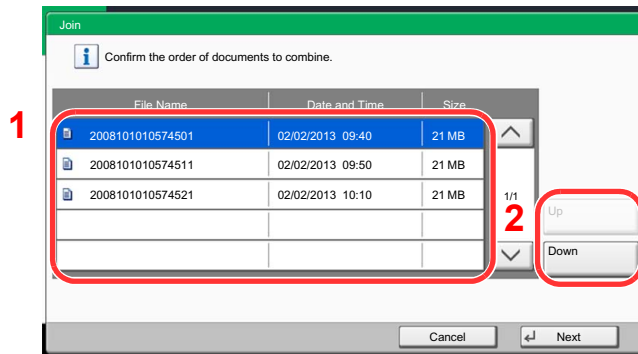 Join
i Confirm the order of documents to combine.
File Name Date and Time Size
1
2008101010574501 02/02/2013 09:40 21 MB
2008101010574511 02/02/2013 09:50 21 MB
2008101010574521 02/02/2013 10:10 21 MB
1/1
2
Up
Down
Cancel Next